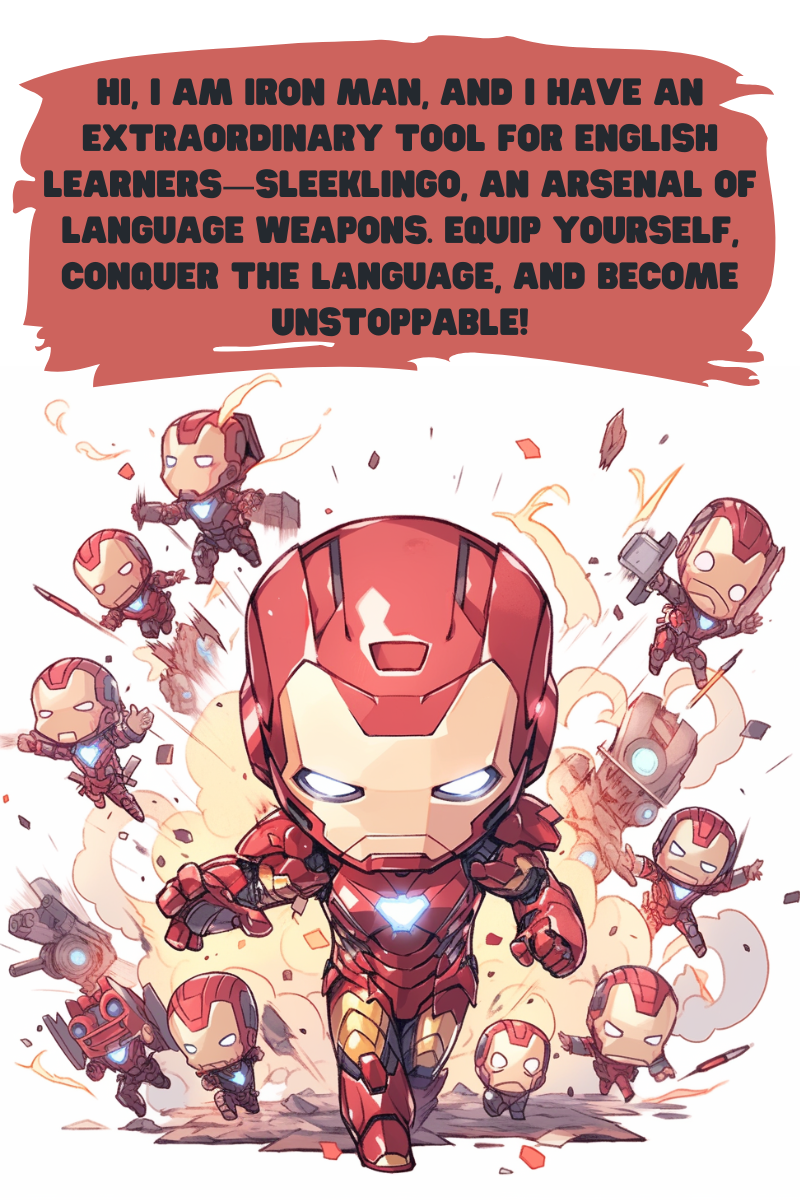 HI, I AM IRON MAN, AND I HAVE AN
EXTRAORDINARY TOOL FOR ENGLISH
LEARNERS—SLEEKLINGO, AN ARSENAL OF
LANGUAGE WEAPONS. EQUIP YOURSELF,
CONQUER THE LANGUAGE, AND BECOME
UNSTOPPABLE!